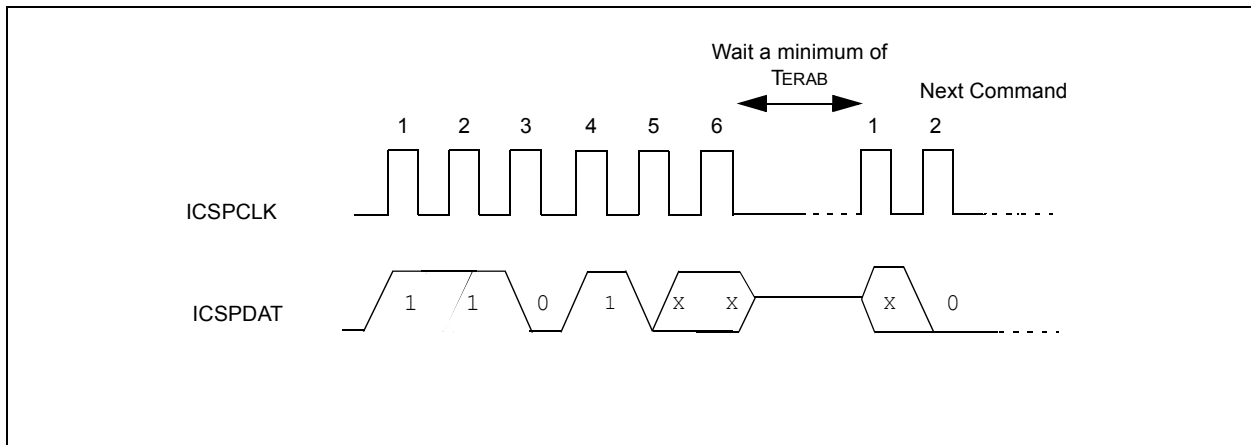 Wait a minimum of
TERAB
Next Command
1 2 3 4 5 6 1 2
ICSPCLK
ICSPDAT
1 1 0 1 x x x 0